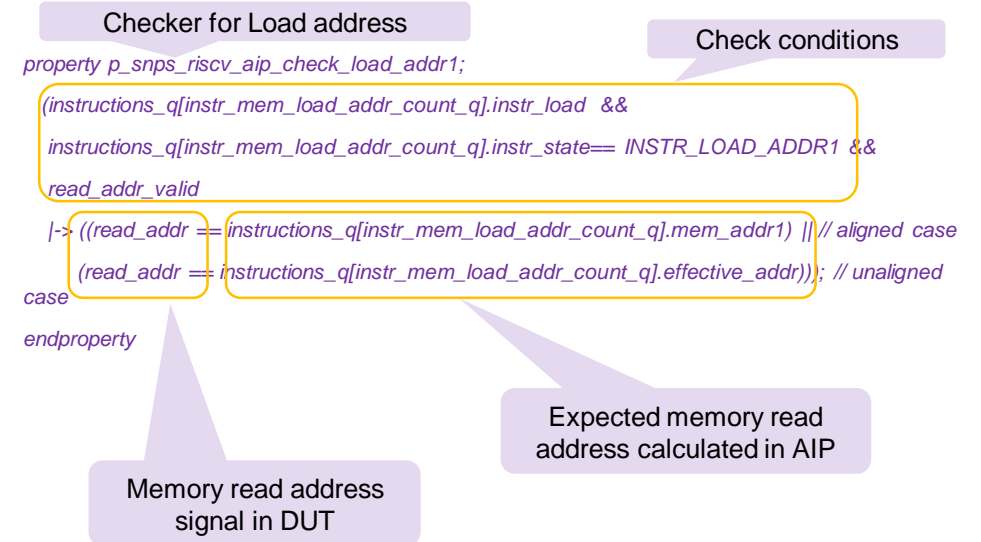 Checker for Load address
Check conditions
property p_snps_riscv_aip_check_load_addr1;
(instructions_q[instr_mem_load_addr_count_q].instr_load &&
instructions_q[instr_mem_load_addr_count_q].instr_state== INSTR_LOAD_ADDR1 &&
read_addr_valid
|-> ((read_addr == instructions_q[instr_mem_load_addr_count_q].mem_addr1) || // aligned case
(read_addr == instructions_q[instr_mem_load_addr_count_q].effective_addr))); // unaligned
case
endproperty
Expected memory read
address calculated in AIP
Memory read address
signal in DUT